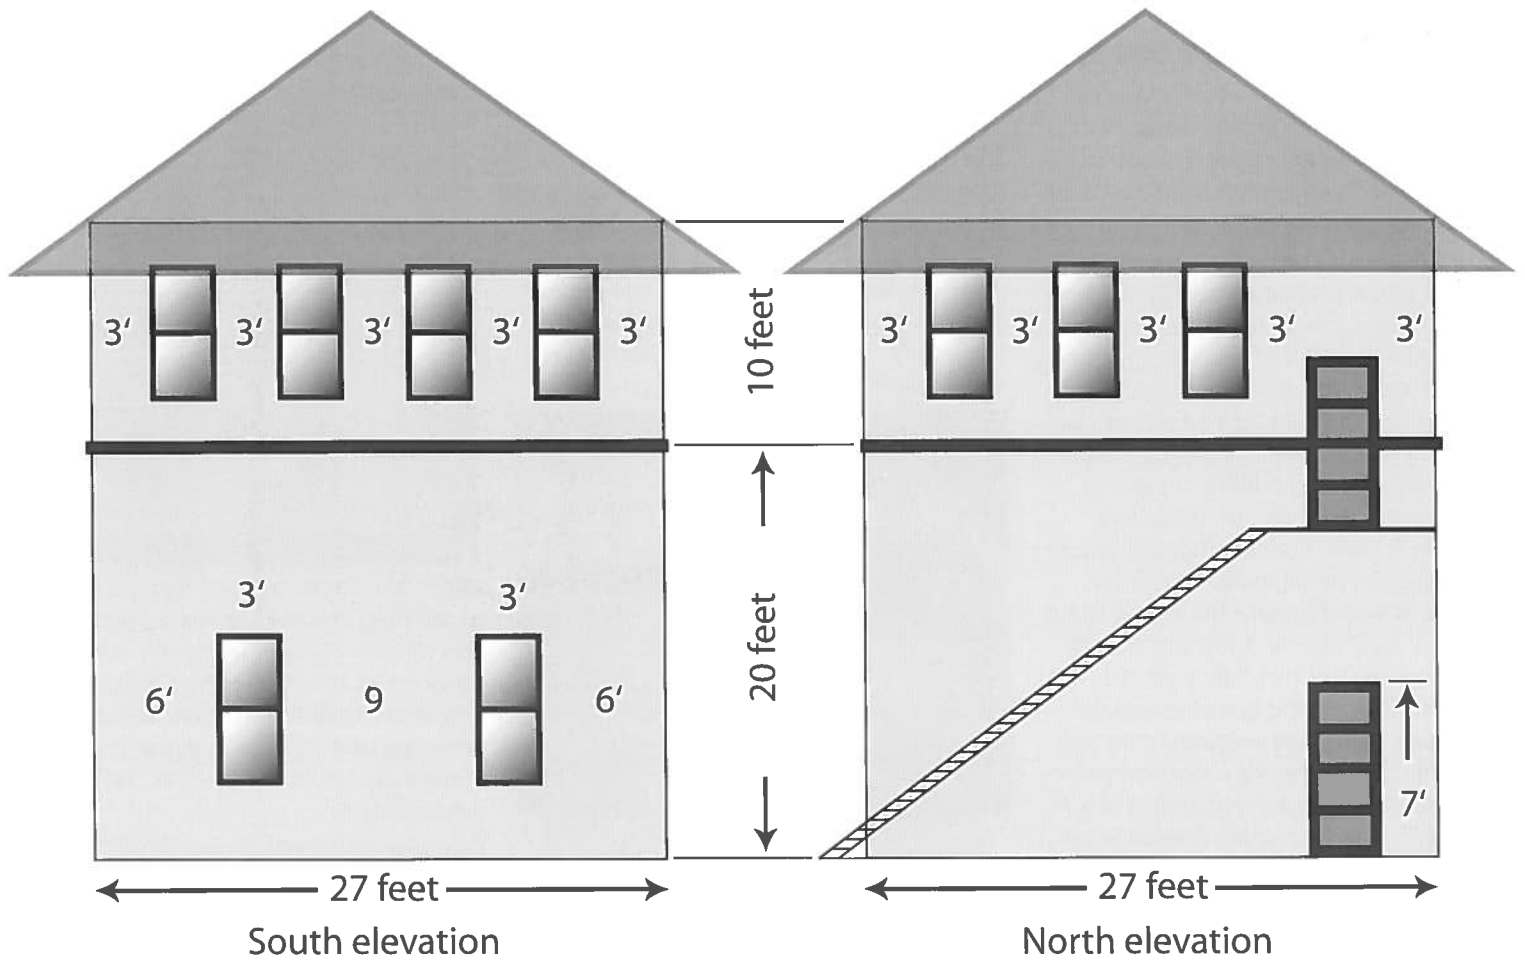 3‘ 3‘ 3‘ 3‘ 3‘
10 feet
3‘ 3‘ 3‘ 3‘ 3‘
3‘ 3‘
6‘ 9 6‘
20 feet
7‘
27 feet
27 feet
South elevation
North elevation